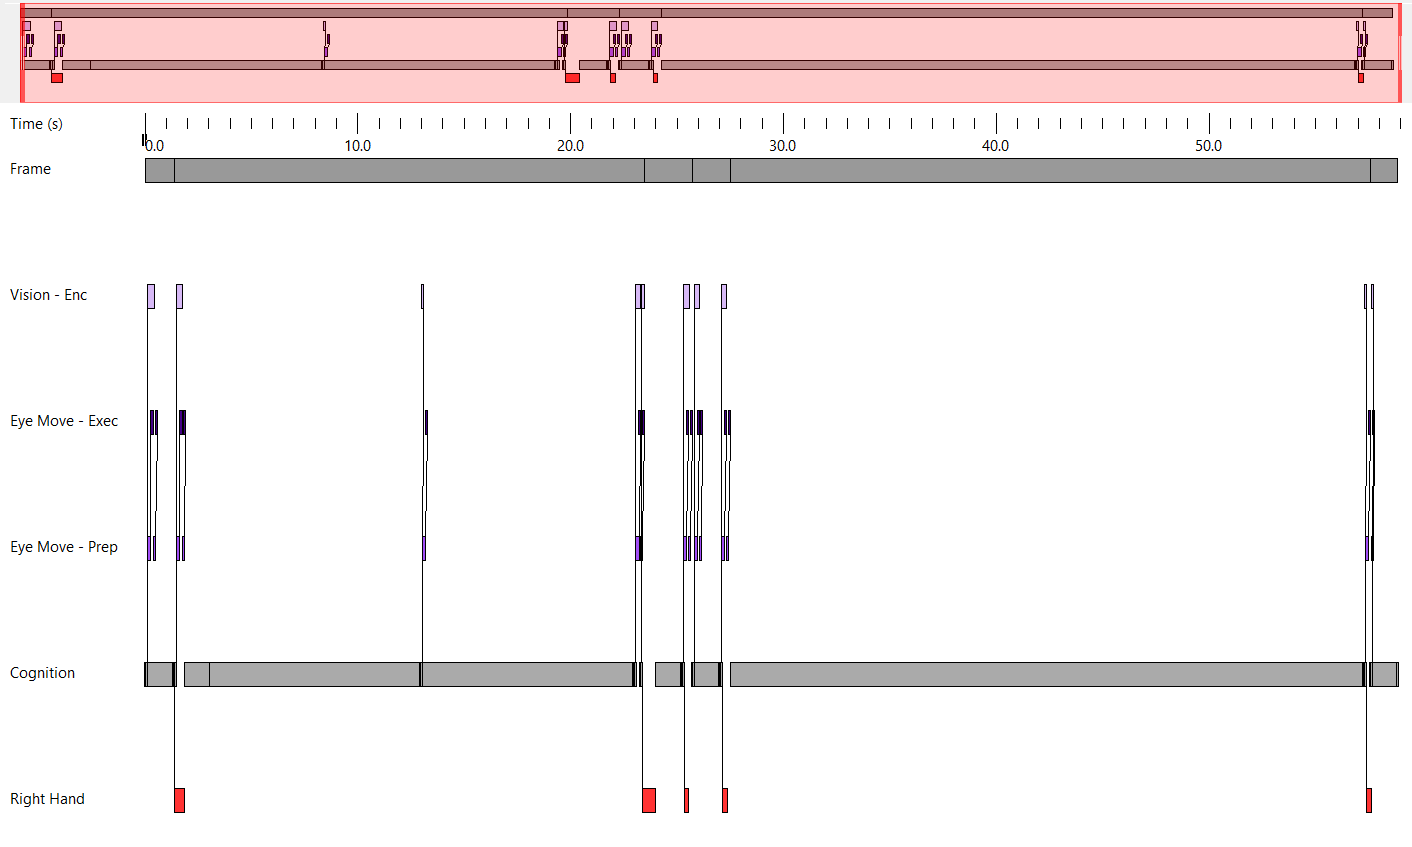 Time (s)
0.0 10.0 20.0 30.0 40.0 50.0
Frame
Vision - Enc
Eye Move - Exec
Eye Move - Prep
Cognition
Right Hand